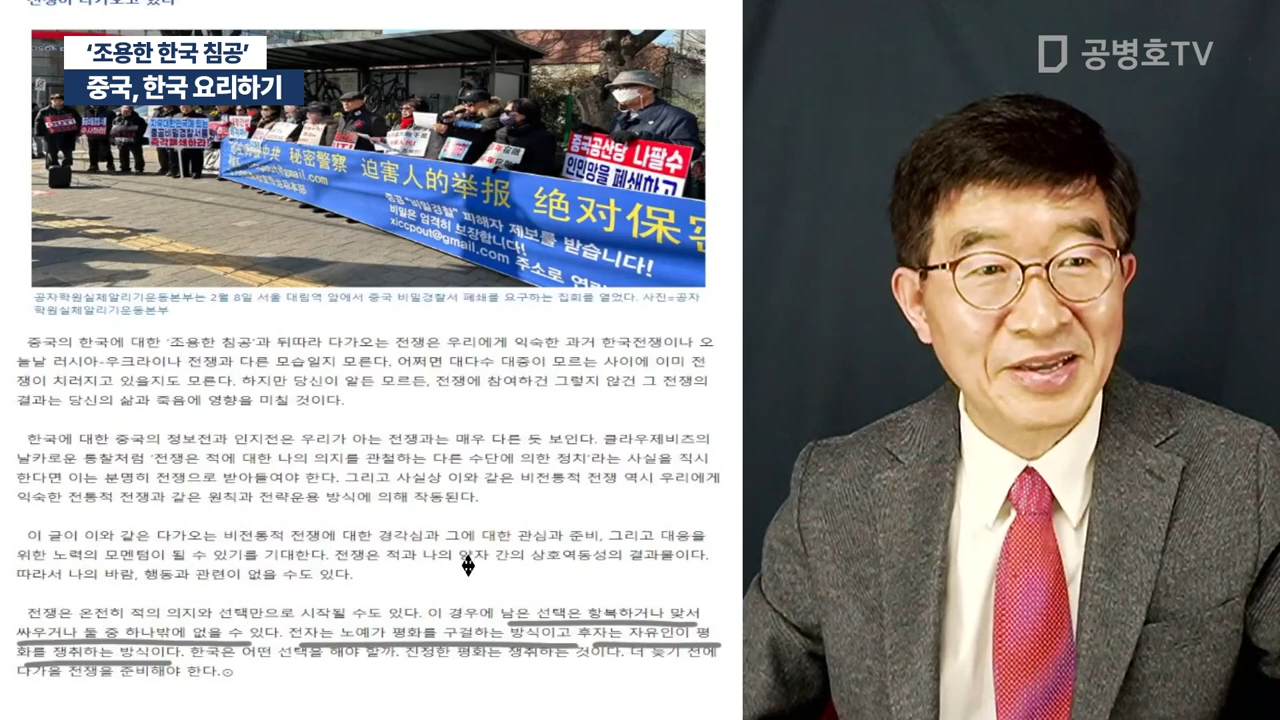 전쟁이 다가오고 있다
'조용한 한국 침공'
중국, 한국 요리하기
공병호TV
중국공산당 나팔수
인민망을 폐쇄하고
秘密警察 迫害人的举报 绝对保密
중공"비밀경찰" 피해자 제보를 받습니다!
비밀은 엄격히 보장합니다!
xiccpout@gmail.com 주소로
공자학원실체알리기운동본부는 2월 8일 서울 대림역 앞에서 중국 비밀경찰서 폐쇄를 요구하는 집회를 열었다. 사진=공자
학원실체알리기운동본부
중국의 한국에 대한 '조용한 침공'과 뒤따라 다가오는 전쟁은 우리에게 익숙한 과거 한국전쟁이나 오
늘날 러시아-우크라이나 전쟁과 다른 모습일지 모른다. 어쩌면 대다수 대중이 모르는 사이에 이미 전
쟁이 치러지고 있을지도 모른다. 하지만 당신이 알든 모르든, 전쟁에 참여하건 그렇지 않건 그 전쟁의
결과는 당신의 삶과 죽음에 영향을 미칠 것이다.
한국에 대한 중국의 정보전과 인지전은 우리가 아는 전쟁과는 매우 다른 듯 보인다. 클라우제비츠의
날카로운 통찰처럼 '전쟁은 적에 대한 나의 의지를 관철하는 다른 수단에 의한 정치'라는 사실을 직시
한다면 이는 분명히 전쟁으로 받아들여야 한다. 그리고 사실상 이와 같은 비전통적 전쟁 역시 우리에게
익숙한 전통적 전쟁과 같은 원칙과 전략운용 방식에 의해 작동된다.
이 글이 이와 같은 다가오는 비전통적 전쟁에 대한 경각심과 그에 대한 관심과 준비, 그리고 대응을
위한 노력의 모멘텀이 될 수 있기를 기대한다. 전쟁은 적과 나의 양자 간의 상호역동성의 결과물이다.
따라서 나의 바람, 행동과 관련이 없을 수도 있다.
전쟁은 온전히 적의 의지와 선택만으로 시작될 수도 있다. 이 경우에 남은 선택은 항복하거나 맞서
싸우거나 둘 중 하나밖에 없을 수 있다. 전자는 노예가 평화를 구걸하는 방식이고 후자는 자유인이 평
화를 쟁취하는 방식이다. 한국은 어떤 선택을 해야 할까. 진정한 평화는 쟁취하는 것이다. 더 늦기 전에
다가올 전쟁을 준비해야 한다.⊙